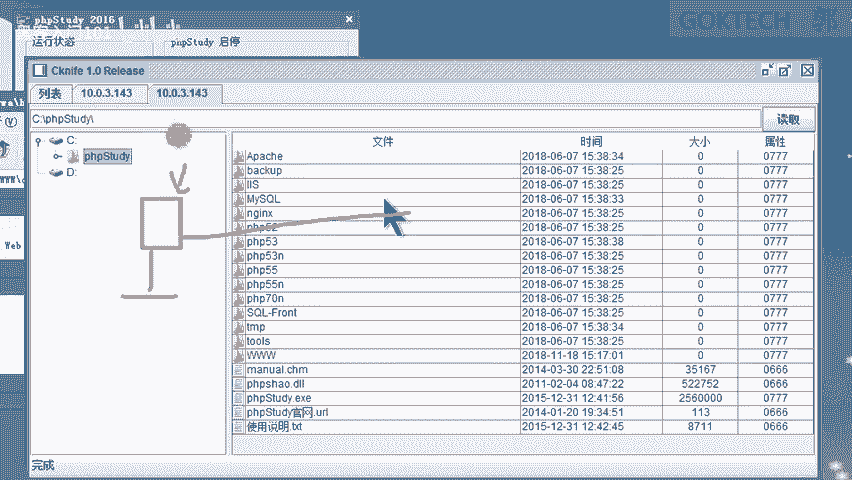 phpStudy 2016
GOKTECH
运行状态 phpStudy 启停
Cknife 1.0 Release
列表 10.0.3.143 10.0.3.143
C:\phpStudy\ 读取
C:
phpStudy
D:
文件 时间 大小 属性
Apache 2018-06-07 15:38:34 0 0777
backup 2018-06-07 15:38:25 0 0777
IIS 2018-06-07 15:38:25 0 0777
MySQL 2018-06-07 15:38:33 0 0777
nginx 2018-06-07 15:38:25 0 0777
php52 2018-06-07 15:38:25 0 0777
php53 2018-06-07 15:38:38 0 0777
php53n 2018-06-07 15:38:25 0 0777
php55 2018-06-07 15:38:25 0 0777
php55n 2018-06-07 15:38:25 0 0777
php70n 2018-06-07 15:38:25 0 0777
SQL-Front 2018-06-07 15:38:25 0 0777
tmp 2018-06-07 15:38:34 0 0777
tools 2018-06-07 15:38:25 0 0777
WWW 2018-11-18 15:17:01 0 0777
manual.chm 2014-03-30 22:51:08 35167 0666
phpshao.dll 2011-02-04 08:47:22 522752 0666
phpStudy.exe 2015-12-31 12:41:56 2560000 0777
phpStudy官网.url 2014-01-20 19:34:51 113 0666
使用说明.txt 2015-12-31 12:42:45 8711 0666
Web
完成